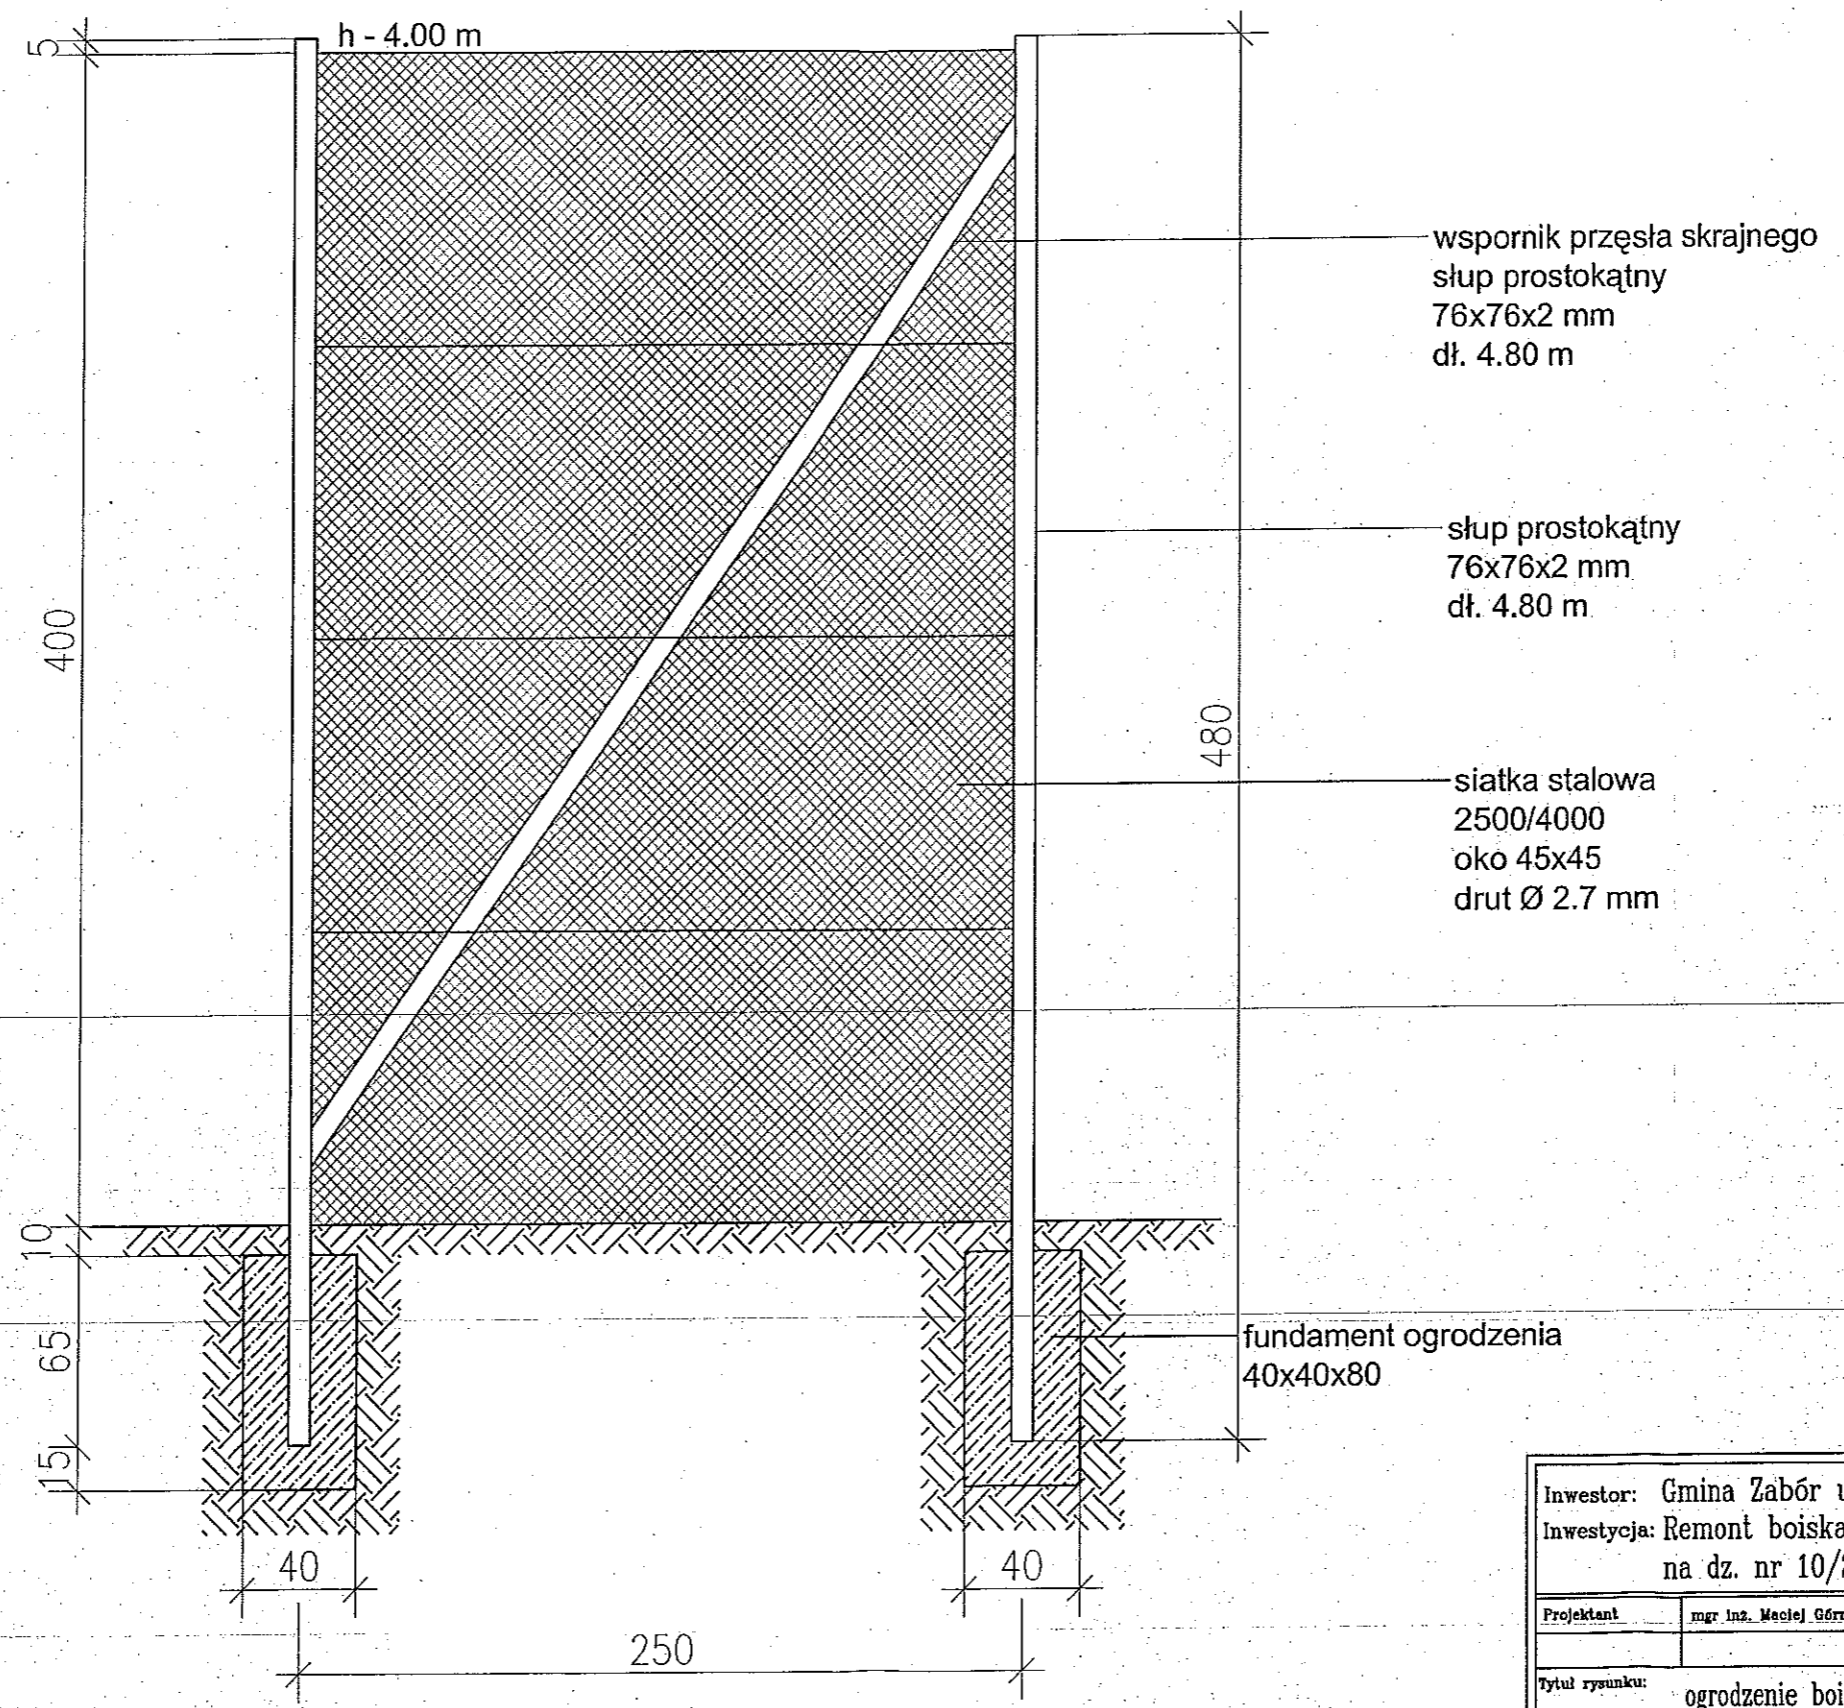 h - 4.00 m
5
400
10
65
15
480
wspornik przęsła skrajnego
słup prostokątny
76x76x2 mm
dł. 4.80 m
słup prostokątny
76x76x2 mm
dł. 4.80 m
siatka stalowa
2500/4000
oko 45x45
drut Ø 2.7 mm
fundament ogrodzenia
40x40x80
40
40
250
Inwestor: Gmina Zabór
Inwestycja: Remont boiska
na dz. nr 10/
Projektant mgr inż. Maciej
Tytuł rysunku: ogrodzenie